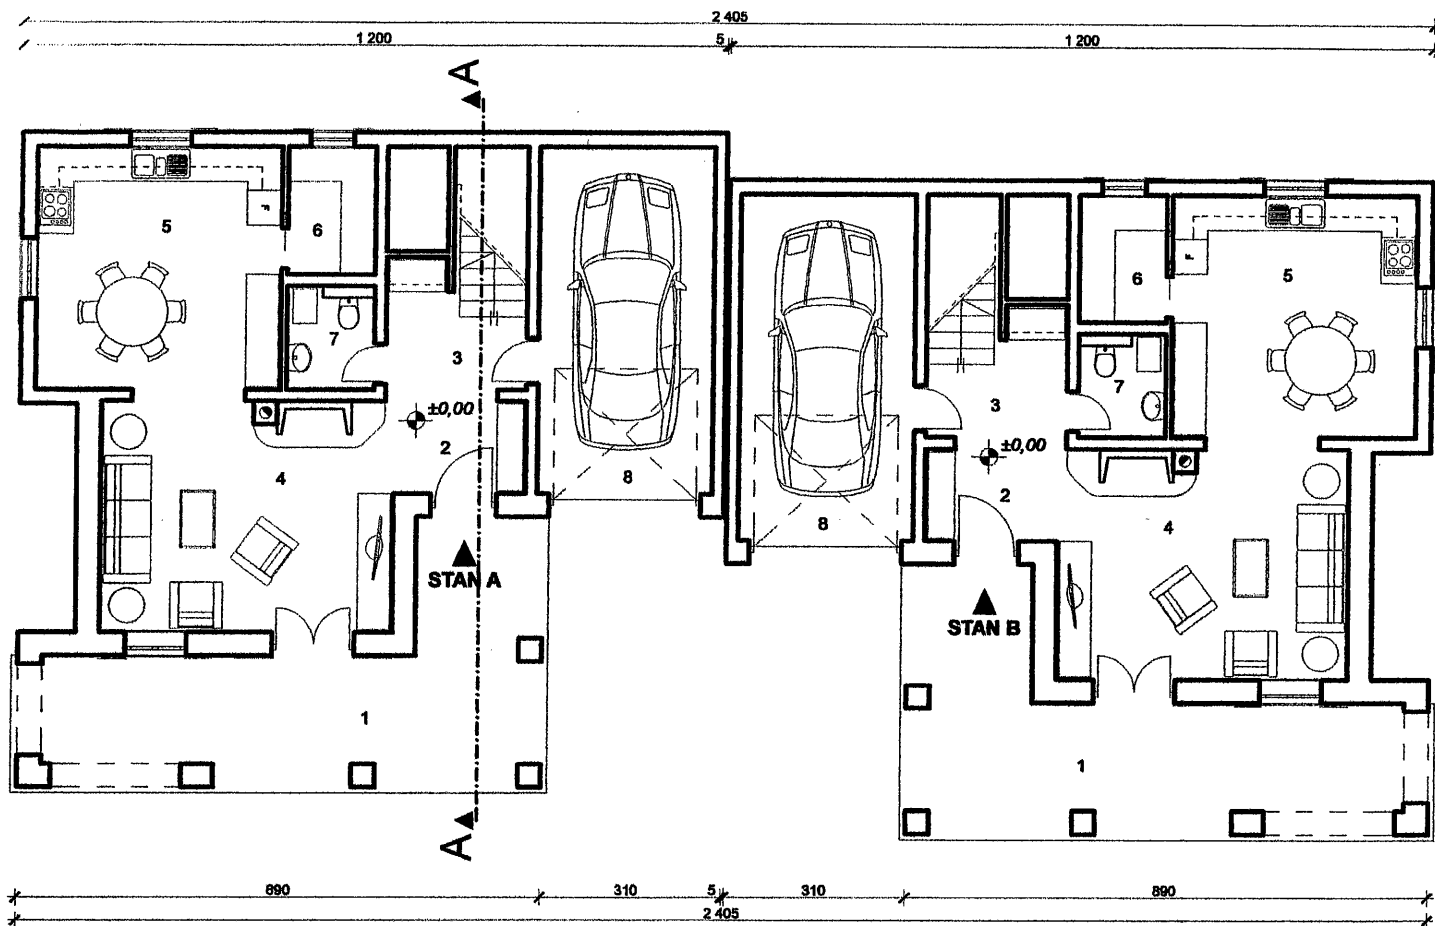 2 405
1 200 5 1 200
A
5 6 7 3 2 4 8 1
F
±0,00
STAN A
A
8 3 2 6 7 5 4 1
F
±0,00
STAN B
890 310 5 310 890
2 405